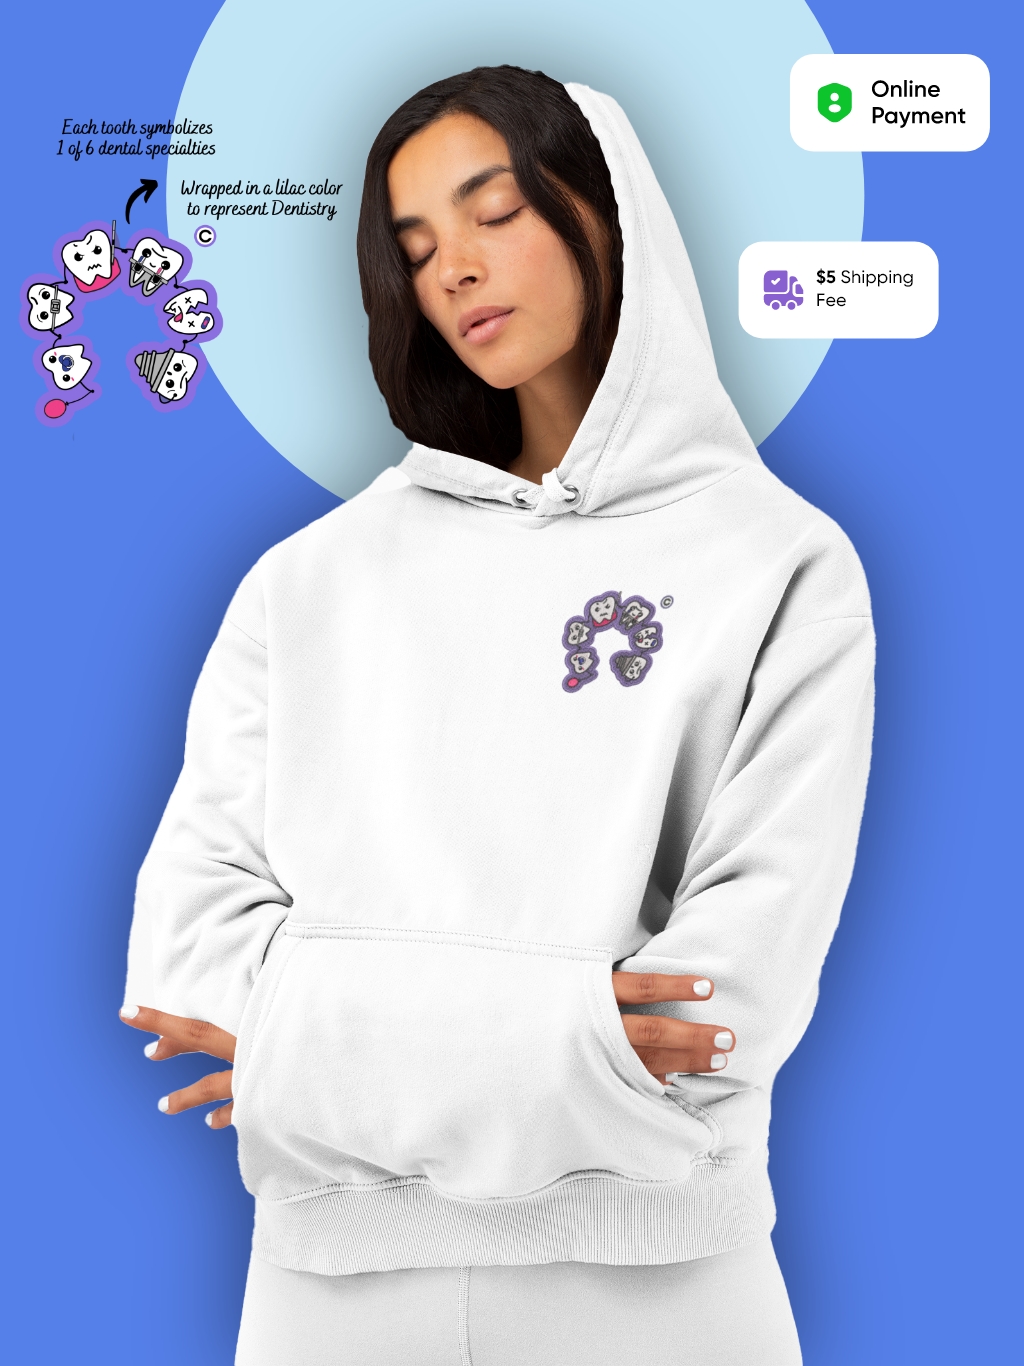 Online
Payment
Each tooth symbolizes
1 of 6 dental specialties
Wrapped in a lilac color
to represent Dentistry
©
$5 Shipping
Fee
©